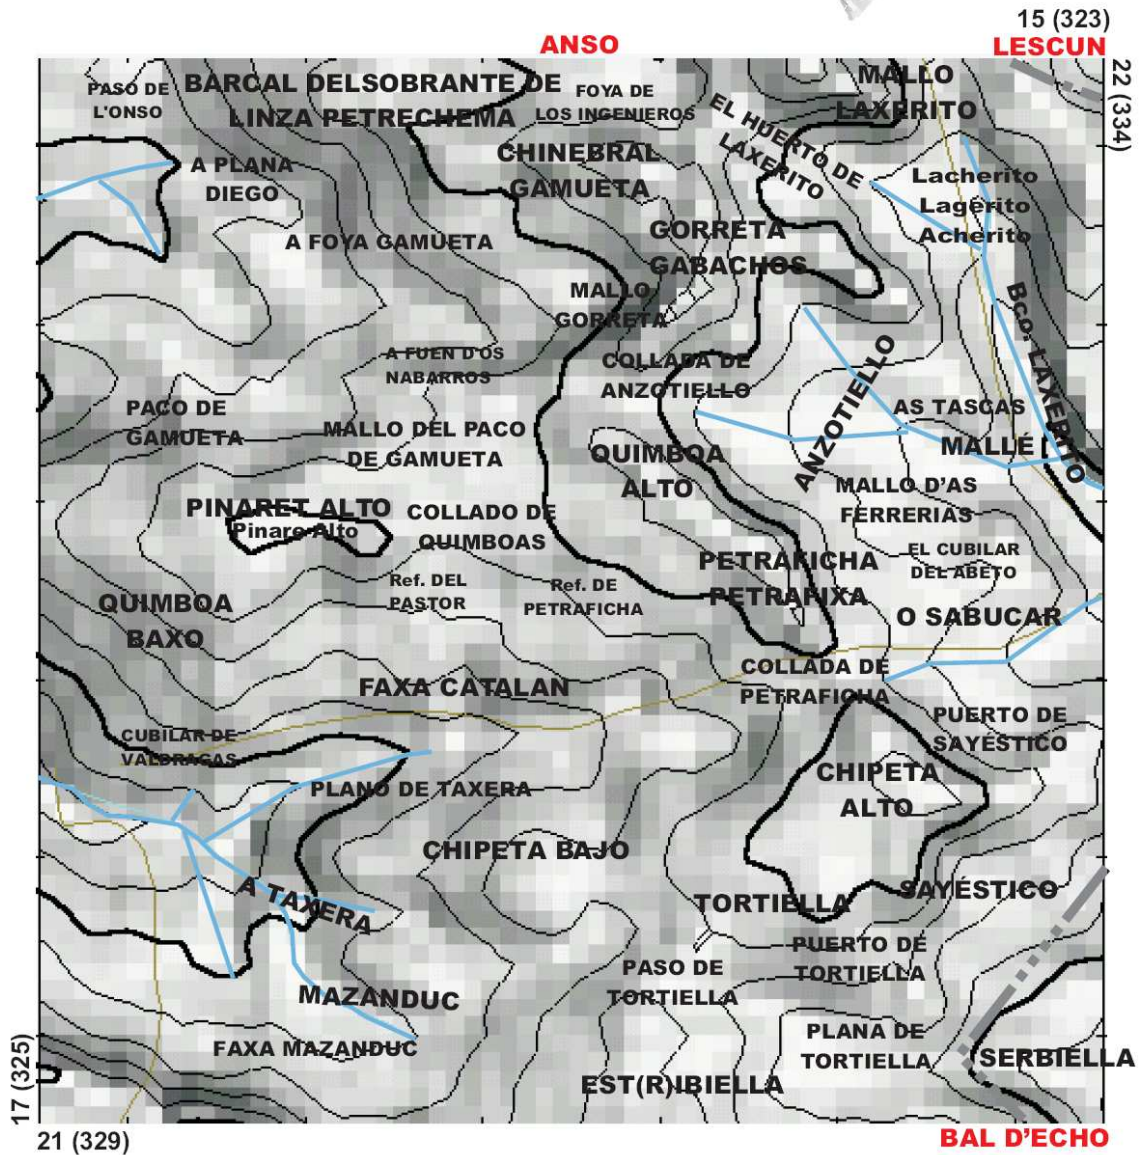 15 (323)
ANSO
LESCUN
22 (334)
PASO DE
L'ONSO
BARCAL DELSOBRANTE DE
LINZA PETRECHEMA
FOYA DE
LOS INGENIEROS
MALLO
LAXERITO
EL HUERTO DE
LAXERITO
A PLANA
DIEGO
CHINEBRAL
GAMUETA
Lacherito
Lagerito
Acherito
A FOYA GAMUETA
GORRETA
GABACHOS
MALLO
GORRETA
Bco. LAXERITO
A FUEN D'OS
NABARROS
COLLADA DE
ANZOTIELLO
ANZOTIELLO
PACO DE
GAMUETA
MALLO DEL PACO
DE GAMUETA
AS TASCAS
MALLÉ
QUIMBOA
ALTO
MALLO D'AS
FERRERIAS
PINARET ALTO
Pinare Alto
COLLADO DE
QUIMBOAS
PETRAFICHA
PETRAFIXA
EL CUBILAR
DEL ABETO
Ref. DEL
PASTOR
Ref. DE
PETRAFICHA
QUIMBOA
BAXO
O SABUCAR
FAXA CATALAN
COLLADA DE
PETRAFICHA
PUERTO DE
SAYÉSTICO
CUBILAR DE
VALDRAGAS
PLANO DE TAXERA
CHIPETA
ALTO
CHIPETA BAJO
A TAXERA
TORTIELLA
SAYÉSTICO
PUERTO DE
TORTIELLA
PASO DE
TORTIELLA
MAZANDUC
FAXA MAZANDUC
PLANA DE
TORTIELLA
SERBIELLA
EST(R)IBIELLA
17 (325)
21 (329)
BAL D'ECHO